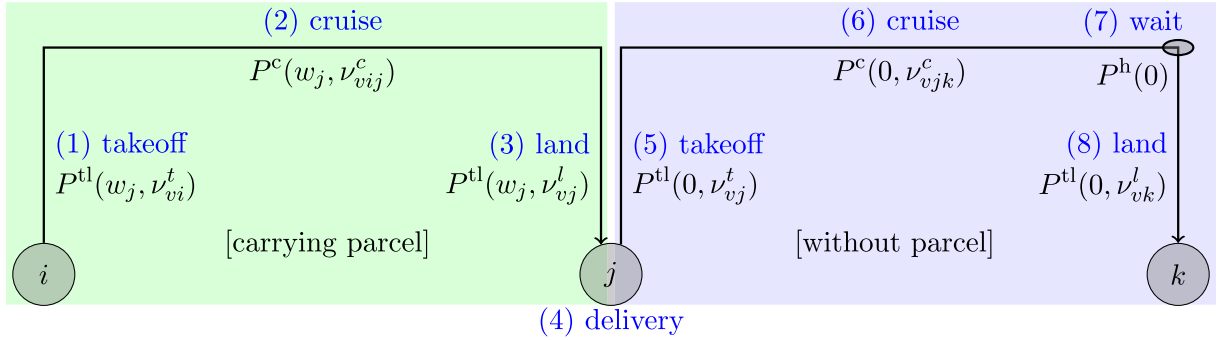 (2) cruise
P^c(w_j, ν^c_{vij})
(1) takeoff
P^{tl}(w_j, ν^t_{vi})
(3) land
P^{tl}(w_j, ν^l_{vj})
[carrying parcel]
i
j
(4) delivery
(6) cruise
P^c(0, ν^c_{vjk})
(7) wait
P^h(0)
(5) takeoff
P^{tl}(0, ν^t_{vj})
(8) land
P^{tl}(0, ν^l_{vk})
[without parcel]
k